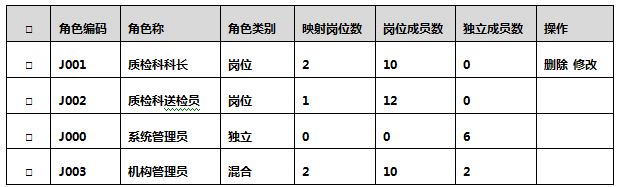 □ 角色编码 角色称 角色类别 映射岗位数 岗位成员数 独立成员数 操作
□ J001 质检科科长 岗位 2 10 0 删除 修改
□ J002 质检科送检员 岗位 1 12 0
□ J000 系统管理员 独立 0 0 6
□ J003 机构管理员 混合 2 10 2